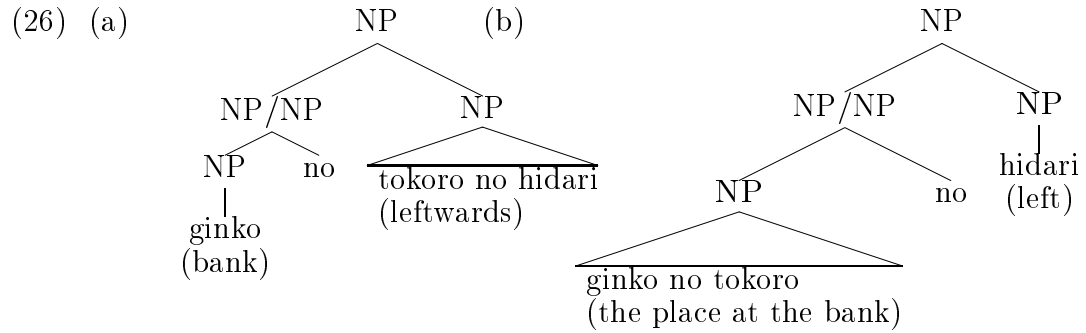 (26) (a) NP (b) NP
NP/NP NP NP/NP NP
NP no tokoro no hidari hidari
(leftwards) NP no (left)
ginko
(bank)
ginko no tokoro
(the place at the bank)